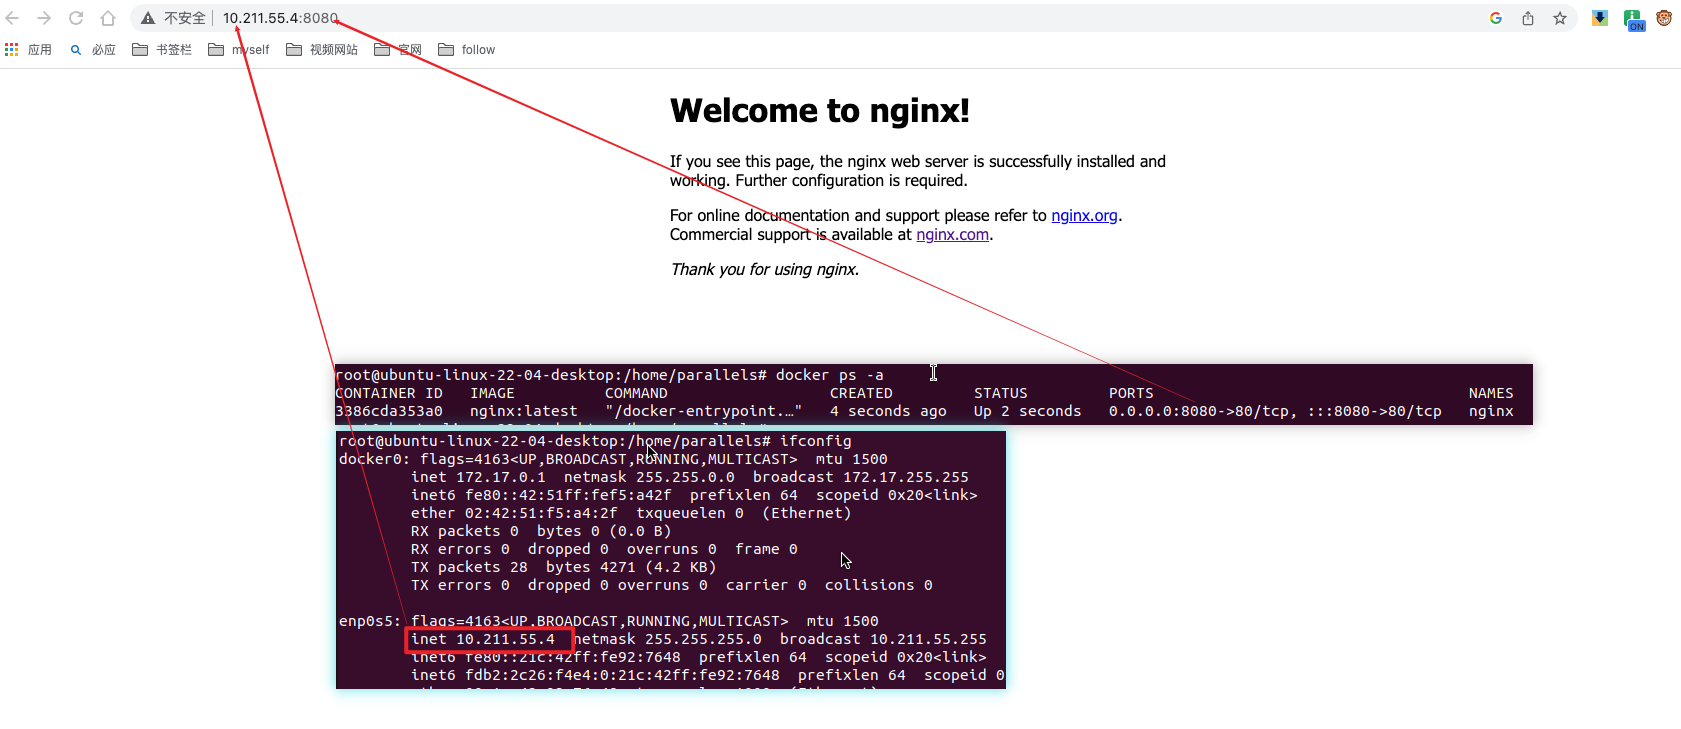 不安全 | 10.211.55.4:8080
应用 必应 书签栏 myself 视频网站 官网 follow
ON
Welcome to nginx!
If you see this page, the nginx web server is successfully installed and
working. Further configuration is required.
For online documentation and support please refer to nginx.org.
Commercial support is available at nginx.com.
Thank you for using nginx.
root@ubuntu-linux-22-04-desktop:/home/parallels# docker ps -a
CONTAINER ID IMAGE COMMAND CREATED STATUS PORTS NAMES
3386cda353a0 nginx:latest "/docker-entrypoint.…" 4 seconds ago Up 2 seconds 0.0.0.0:8080->80/tcp, :::8080->80/tcp nginx
root@ubuntu-linux-22-04-desktop:/home/parallels# ifconfig
docker0: flags=4163<UP,BROADCAST,RUNNING,MULTICAST> mtu 1500
inet 172.17.0.1 netmask 255.255.0.0 broadcast 172.17.255.255
inet6 fe80::42:51ff:fef5:a42f prefixlen 64 scopeid 0x20<link>
ether 02:42:51:f5:a4:2f txqueuelen 0 (Ethernet)
RX packets 0 bytes 0 (0.0 B)
RX errors 0 dropped 0 overruns 0 frame 0
TX packets 28 bytes 4271 (4.2 KB)
TX errors 0 dropped 0 overruns 0 carrier 0 collisions 0
enp0s5: flags=4163<UP,BROADCAST,RUNNING,MULTICAST> mtu 1500
inet 10.211.55.4 netmask 255.255.255.0 broadcast 10.211.55.255
inet6 fe80::21c:42ff:fe92:7648 prefixlen 64 scopeid 0x20<link>
inet6 fdb2:2c26:f4e4:0:21c:42ff:fe92:7648 prefixlen 64 scopeid 0